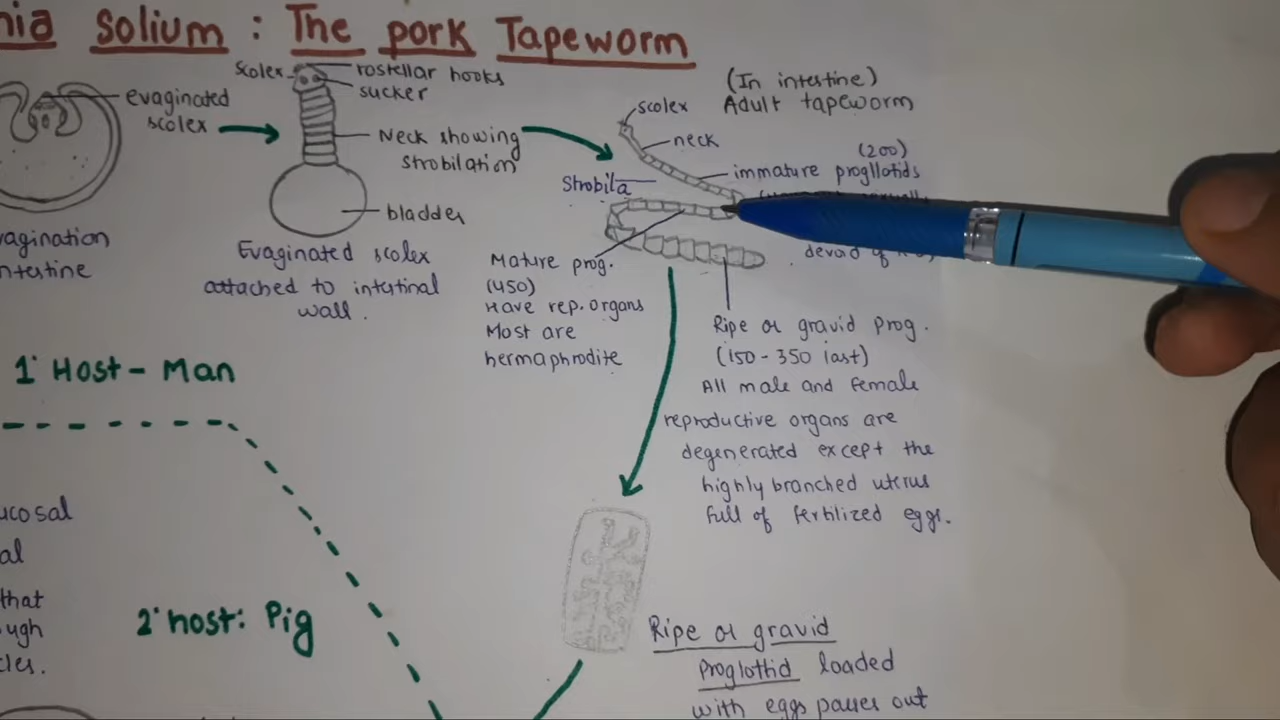 nia Solium : The pork Tapeworm
scolex
rostellar hooks
sucker
evaginated
scolex
Neck showing
strobilation
bladder
vagination
ntestine
Evaginated scolex
attached to intestinal
wall.
(In intestine)
Adult tapeworm
scolex
neck
(200)
immature progllotids
Strobila
devad of
Mature prog.
(450)
Have rep. organs
Most are
hermaphrodite
Ripe or gravid prog.
(150-350 last)
All male and female
reproductive organs are
degenerated except the
highly branched uterus
full of fertilized eggs.
1° Host - Man
ucosal
al
that
ugh
cles.
2° host: Pig
Ripe or gravid
Proglottid loaded
with eggs passes out